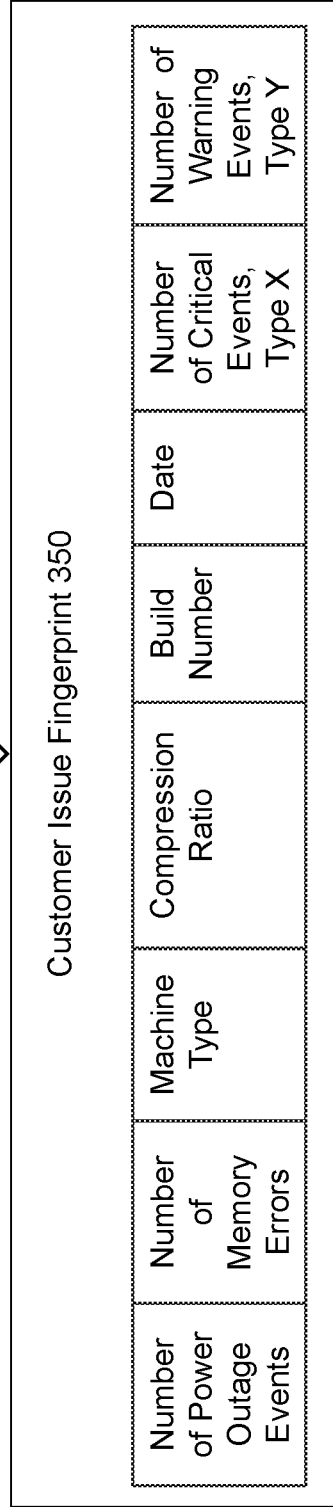 Customer Issue Fingerprint 350
Number
of Power
Outage
Events
Number
of
Memory
Errors
Machine
Type
Compression
Ratio
Build
Number
Date
Number
of Critical
Events,
Type X
Number of
Warning
Events,
Type Y